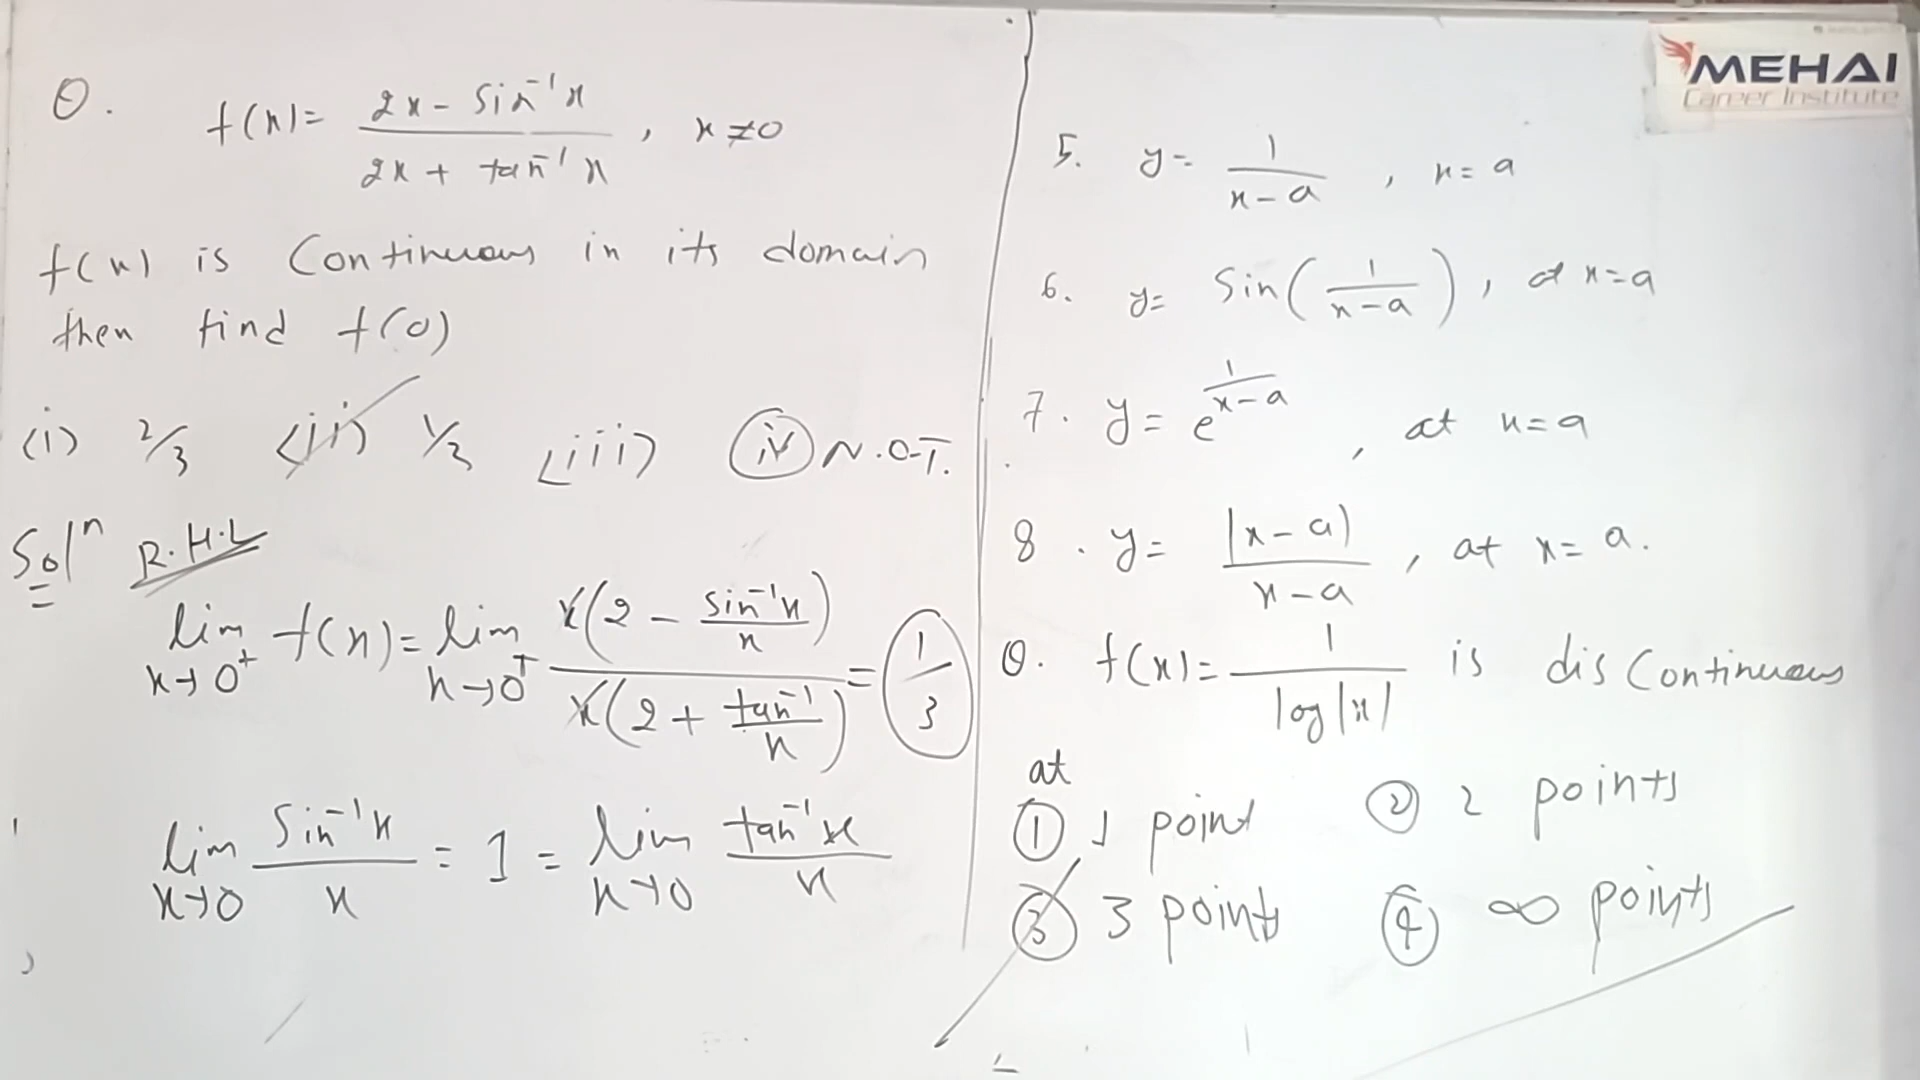 Q. f(x) = (2x - sin⁻¹x) / (2x + tan⁻¹x) , x ≠ 0
f(x) is Continuous in its domain
then find f(0)
(i) 2/3 (ii) 1/3 (iii) (iv) N.O.T.
Solⁿ R.H.L
lim x→0⁺ f(x) = lim x→0⁺ x(2 - sin⁻¹x/x) / x(2 + tan⁻¹/x) = 1/3
lim x→0 sin⁻¹x/x = 1 = lim x→0 tan⁻¹x/x
MEHAI
Career Institute
5. y = 1/(x-a) , x = a
6. y = Sin(1/(x-a)) , at x = a
7. y = e^(1/(x-a)) , at x = a
8. y = |x-a|/(x-a) , at x = a.
Q. f(x) = 1/log|x| is dis Continuous
at
① 1 point ② 2 points
③ 3 points ④ ∞ points